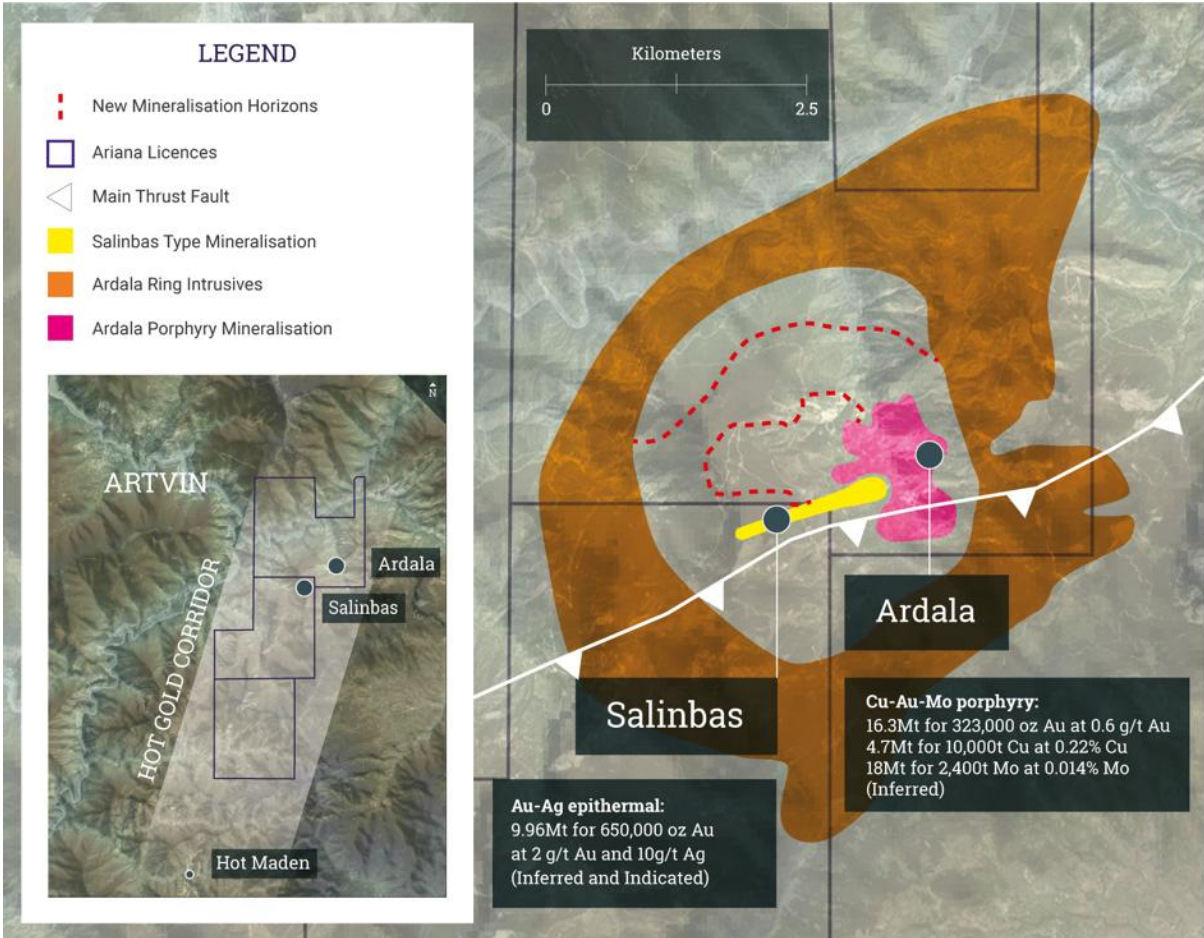 LEGEND
New Mineralisation Horizons
Ariana Licences
Main Thrust Fault
Salinbas Type Mineralisation
Ardala Ring Intrusives
Ardala Porphyry Mineralisation
N
ARTVIN
HOT GOLD CORRIDOR
Ardala
Salinbas
Hot Maden
Kilometers
0 2.5
Ardala
Cu-Au-Mo porphyry:
16.3Mt for 323,000 oz Au at 0.6 g/t Au
4.7Mt for 10,000t Cu at 0.22% Cu
18Mt for 2,400t Mo at 0.014% Mo
(Inferred)
Salinbas
Au-Ag epithermal:
9.96Mt for 650,000 oz Au
at 2 g/t Au and 10g/t Ag
(Inferred and Indicated)